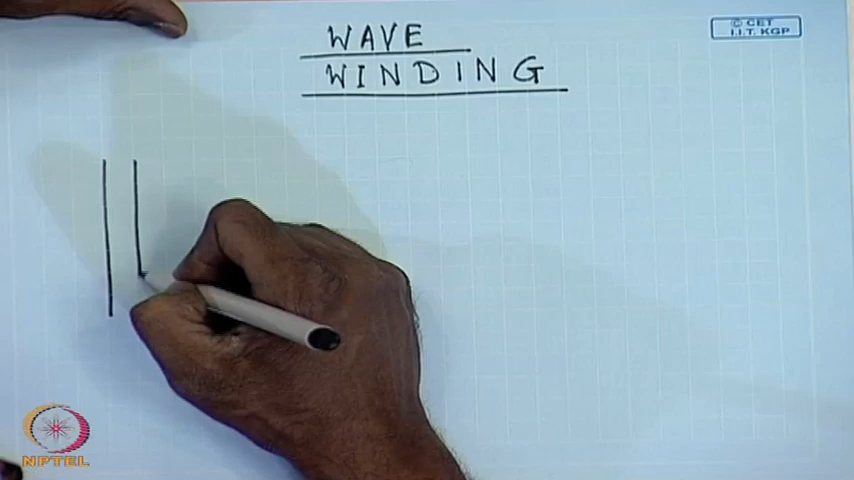 WAVE
WINDING
© CET
I.I.T. KGP
NPTEL